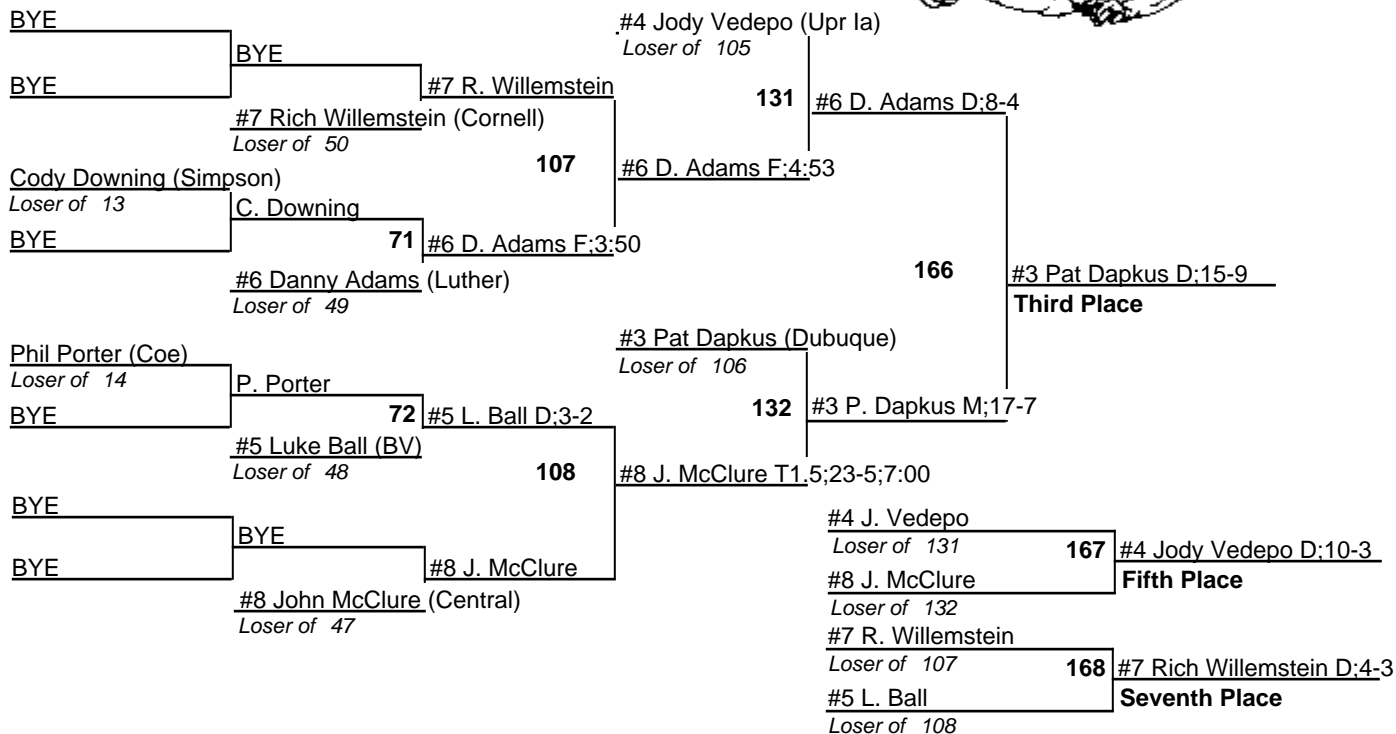 BYE
BYE
BYE
#7 R. Willemstein
#7 Rich Willemstein (Cornell)
Loser of 50
107
Cody Downing (Simpson)
Loser of 13
C. Downing
BYE
71
#6 D. Adams F;3:50
#6 Danny Adams (Luther)
Loser of 49
#4 Jody Vedepo (Upr Ia)
Loser of 105
131
#6 D. Adams D;8-4
#6 D. Adams F;4:53
166
#3 Pat Dapkus D;15-9
Third Place
Phil Porter (Coe)
Loser of 14
P. Porter
BYE
72
#5 L. Ball D;3-2
#5 Luke Ball (BV)
Loser of 48
108
BYE
BYE
BYE
#8 J. McClure
#8 John McClure (Central)
Loser of 47
#3 Pat Dapkus (Dubuque)
Loser of 106
132
#3 P. Dapkus M;17-7
#8 J. McClure T1.5;23-5;7:00
#4 J. Vedepo
Loser of 131
167
#4 Jody Vedepo D;10-3
#8 J. McClure
Fifth Place
Loser of 132
#7 R. Willemstein
Loser of 107
168
#7 Rich Willemstein D;4-3
#5 L. Ball
Seventh Place
Loser of 108